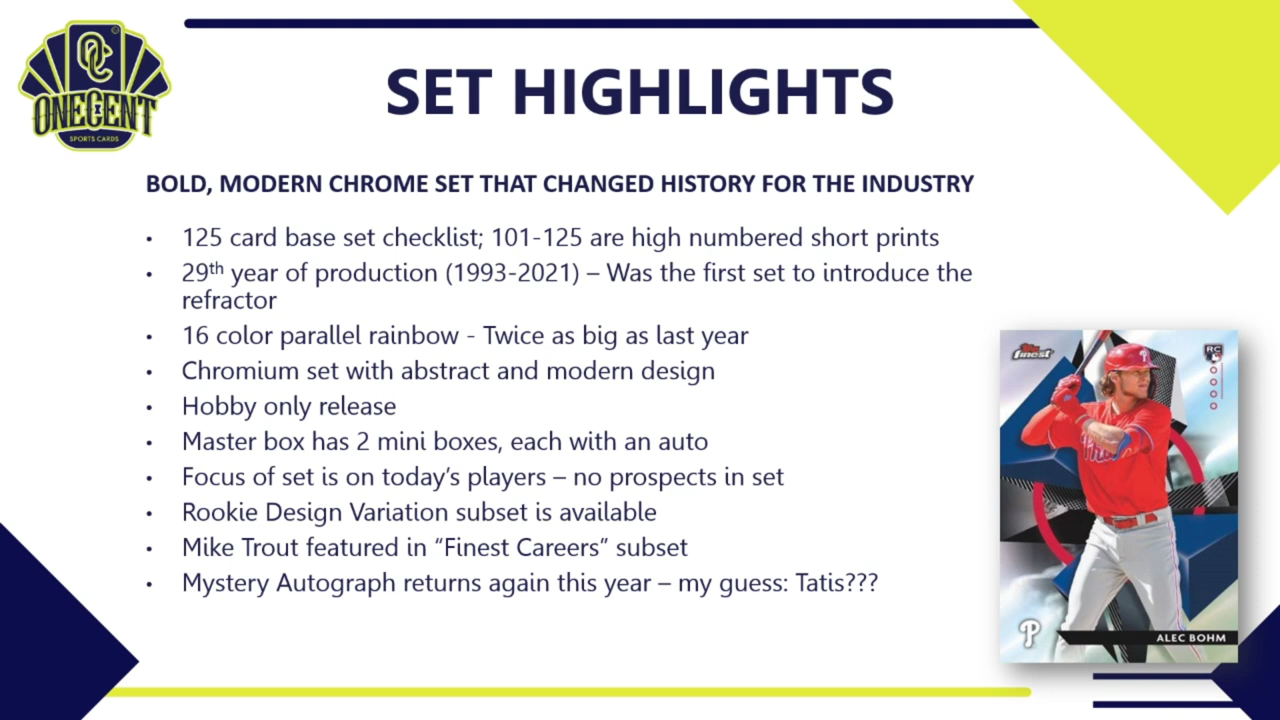 OC
ONECENT
SPORTS CARDS
SET HIGHLIGHTS
BOLD, MODERN CHROME SET THAT CHANGED HISTORY FOR THE INDUSTRY
• 125 card base set checklist; 101-125 are high numbered short prints
• 29th year of production (1993-2021) – Was the first set to introduce the
refractor
• 16 color parallel rainbow - Twice as big as last year
• Chromium set with abstract and modern design
• Hobby only release
• Master box has 2 mini boxes, each with an auto
• Focus of set is on today’s players – no prospects in set
• Rookie Design Variation subset is available
• Mike Trout featured in “Finest Careers” subset
• Mystery Autograph returns again this year – my guess: Tatis???
Topps
finest
RC
P
ALEC BOHM